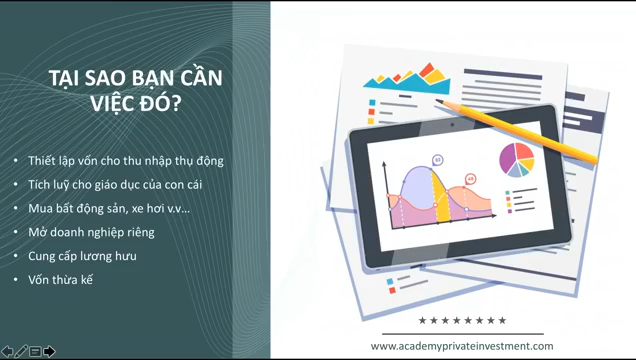 TẠI SAO BẠN CẦN
VIỆC ĐÓ?
• Thiết lập vốn cho thu nhập thụ động
• Tích luỹ cho giáo dục của con cái
• Mua bất động sản, xe hơi v.v...
• Mở doanh nghiệp riêng
• Cung cấp lương hưu
• Vốn thừa kế
www.academyprivateinvestment.com